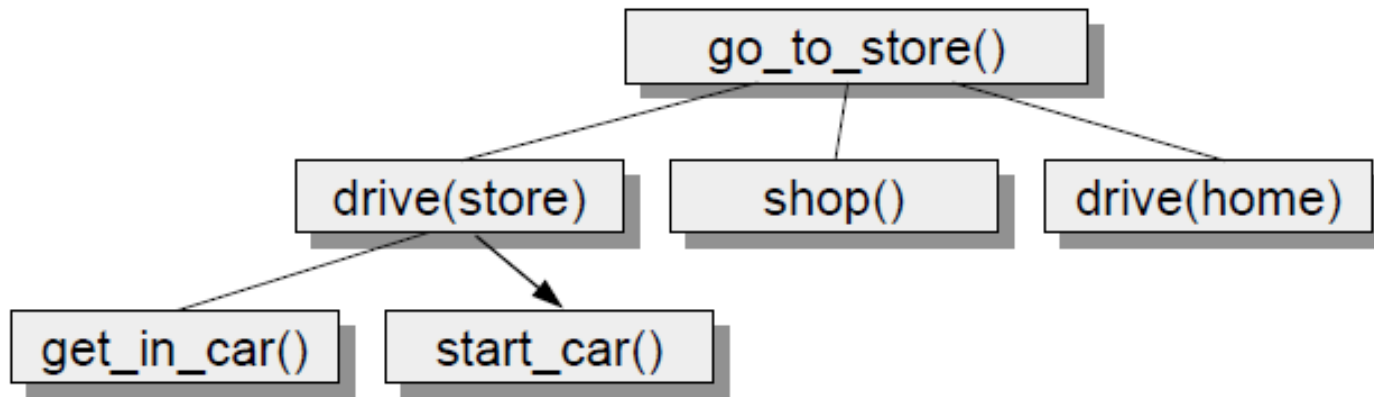 go_to_store()
drive(store)
shop()
drive(home)
get_in_car()
start_car()